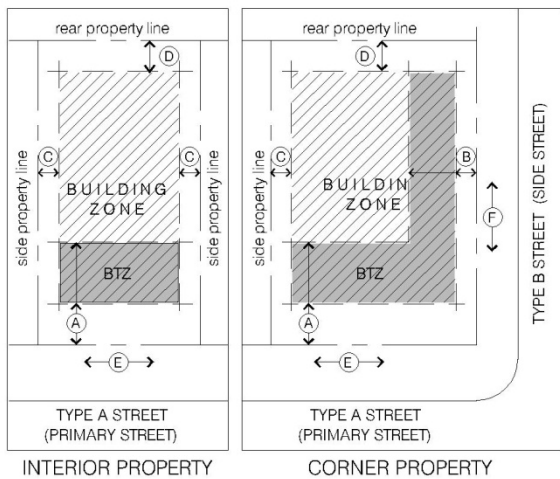 rear property line
D
side property line
C
C
side property line
BUILDING
ZONE
BTZ
A
E
TYPE A STREET
(PRIMARY STREET)
INTERIOR PROPERTY
rear property line
D
side property line
C
B
BUILDIN
ZONE
F
BTZ
A
E
TYPE B STREET (SIDE STREET)
TYPE A STREET
(PRIMARY STREET)
CORNER PROPERTY